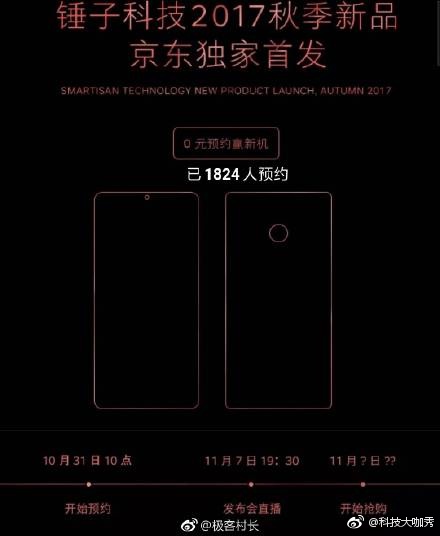 锤子科技2017秋季新品
京东独家首发
SMARTISAN TECHNOLOGY NEW PRODUCT LAUNCH, AUTUMN 2017
0 元预约赢新机
已 1824 人预约
10 月 31 日 10 点
11 月 7 日 19：30
11 月 ? 日 ??
开始预约
发布会直播
开始抢购
@极客村长
@科技大咖秀